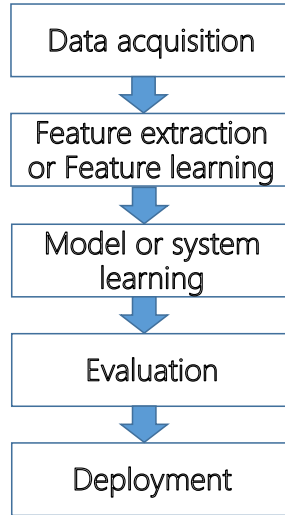 Data acquisition
Feature extraction
or Feature learning
Model or system
learning
Evaluation
Deployment